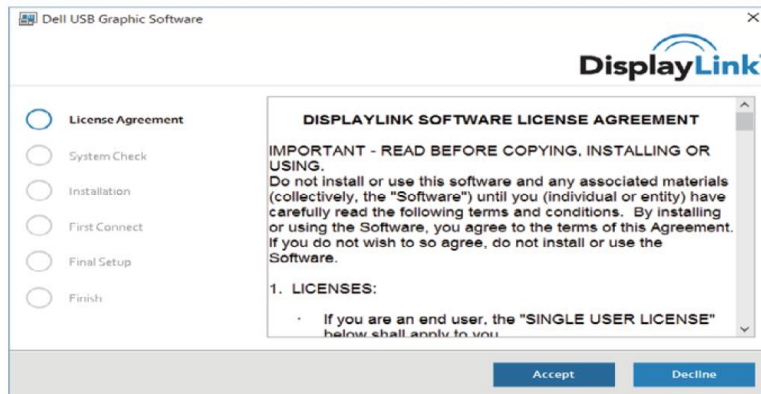 Dell USB Graphic Software
DisplayLink
License Agreement
System Check
Installation
First Connect
Final Setup
Finish
DISPLAYLINK SOFTWARE LICENSE AGREEMENT
IMPORTANT - READ BEFORE COPYING, INSTALLING OR
USING.
Do not install or use this software and any associated materials
(collectively, the "Software") until you (individual or entity) have
carefully read the following terms and conditions. By installing
or using the Software, you agree to the terms of this Agreement.
If you do not wish to so agree, do not install or use the
Software.
1. LICENSES:
· If you are an end user, the "SINGLE USER LICENSE"
below shall apply to you
Accept
Decline